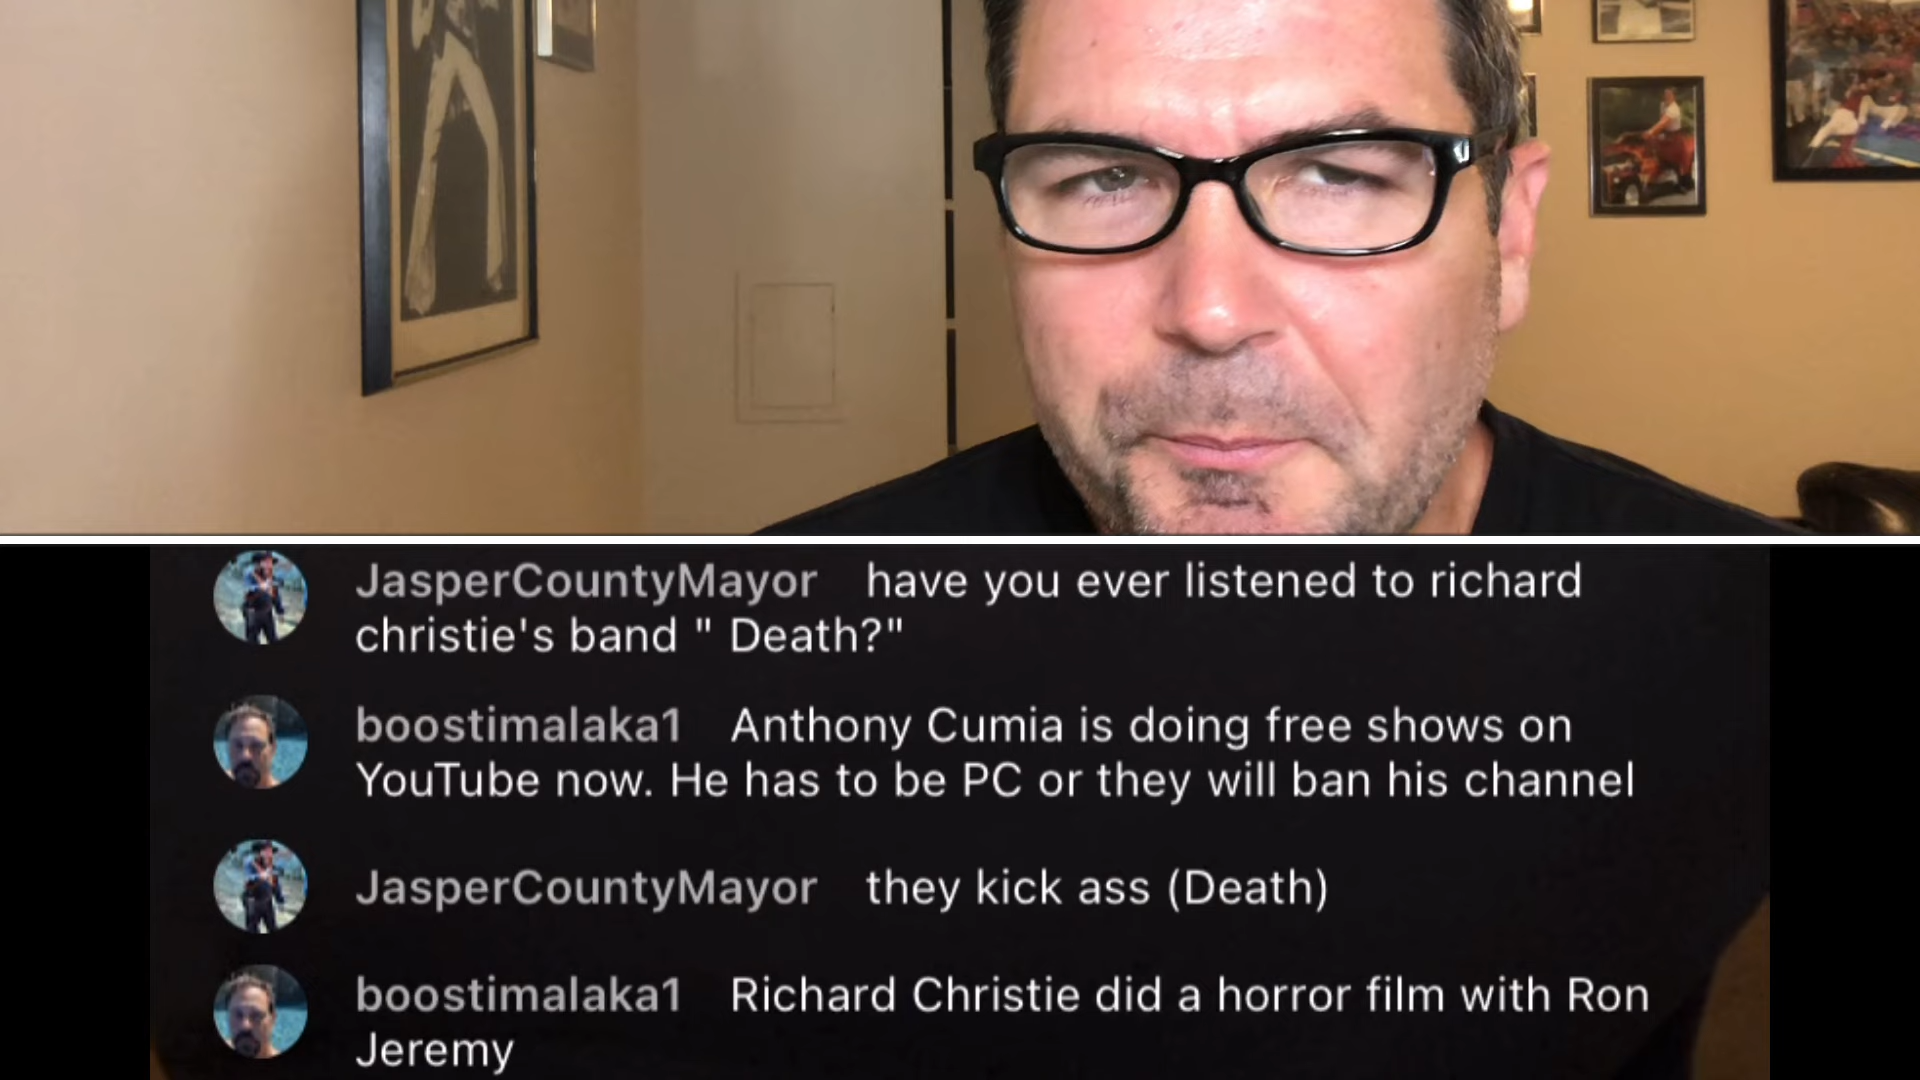 JasperCountyMayor have you ever listened to richard
christie's band " Death?"
boostimalaka1 Anthony Cumia is doing free shows on
YouTube now. He has to be PC or they will ban his channel
JasperCountyMayor they kick ass (Death)
boostimalaka1 Richard Christie did a horror film with Ron
Jeremy